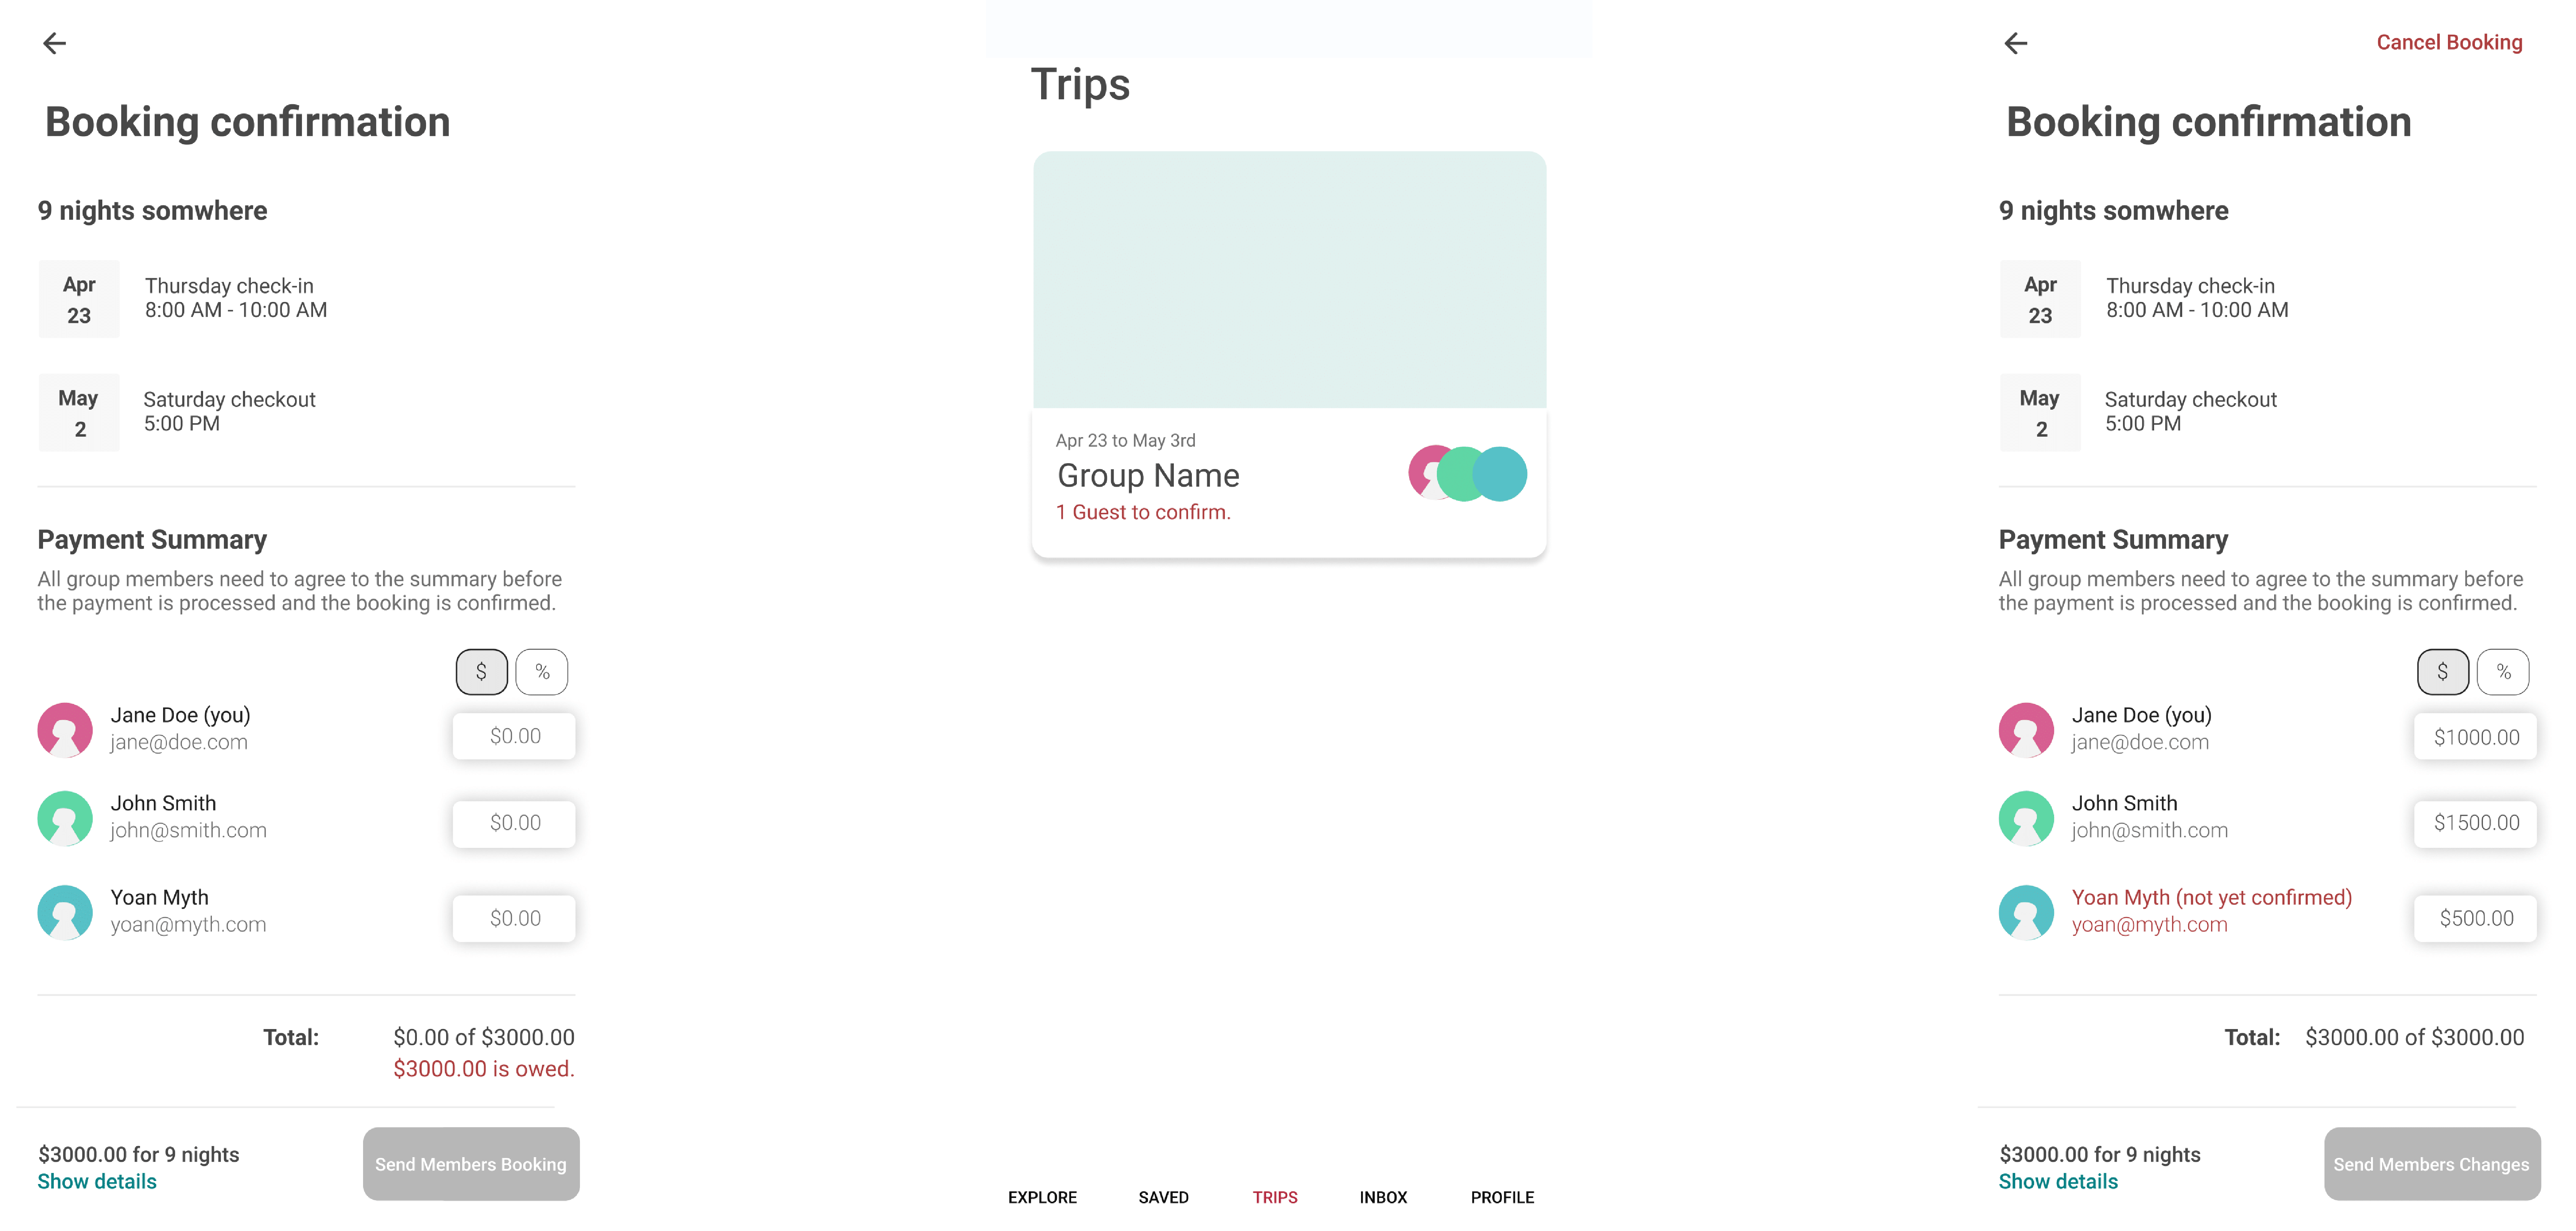 Booking confirmation
9 nights somwhere
Apr
23
Thursday check-in
8:00 AM - 10:00 AM
May
2
Saturday checkout
5:00 PM
Payment Summary
All group members need to agree to the summary before
the payment is processed and the booking is confirmed.
$ %
Jane Doe (you)
jane@doe.com
$0.00
John Smith
john@smith.com
$0.00
Yoan Myth
yoan@myth.com
$0.00
Total: $0.00 of $3000.00
$3000.00 is owed.
$3000.00 for 9 nights
Show details
Send Members Booking
Trips
Apr 23 to May 3rd
Group Name
1 Guest to confirm.
EXPLORE SAVED TRIPS INBOX PROFILE
Cancel Booking
Booking confirmation
9 nights somwhere
Apr
23
Thursday check-in
8:00 AM - 10:00 AM
May
2
Saturday checkout
5:00 PM
Payment Summary
All group members need to agree to the summary before
the payment is processed and the booking is confirmed.
$ %
Jane Doe (you)
jane@doe.com
$1000.00
John Smith
john@smith.com
$1500.00
Yoan Myth (not yet confirmed)
yoan@myth.com
$500.00
Total: $3000.00 of $3000.00
$3000.00 for 9 nights
Show details
Send Members Changes